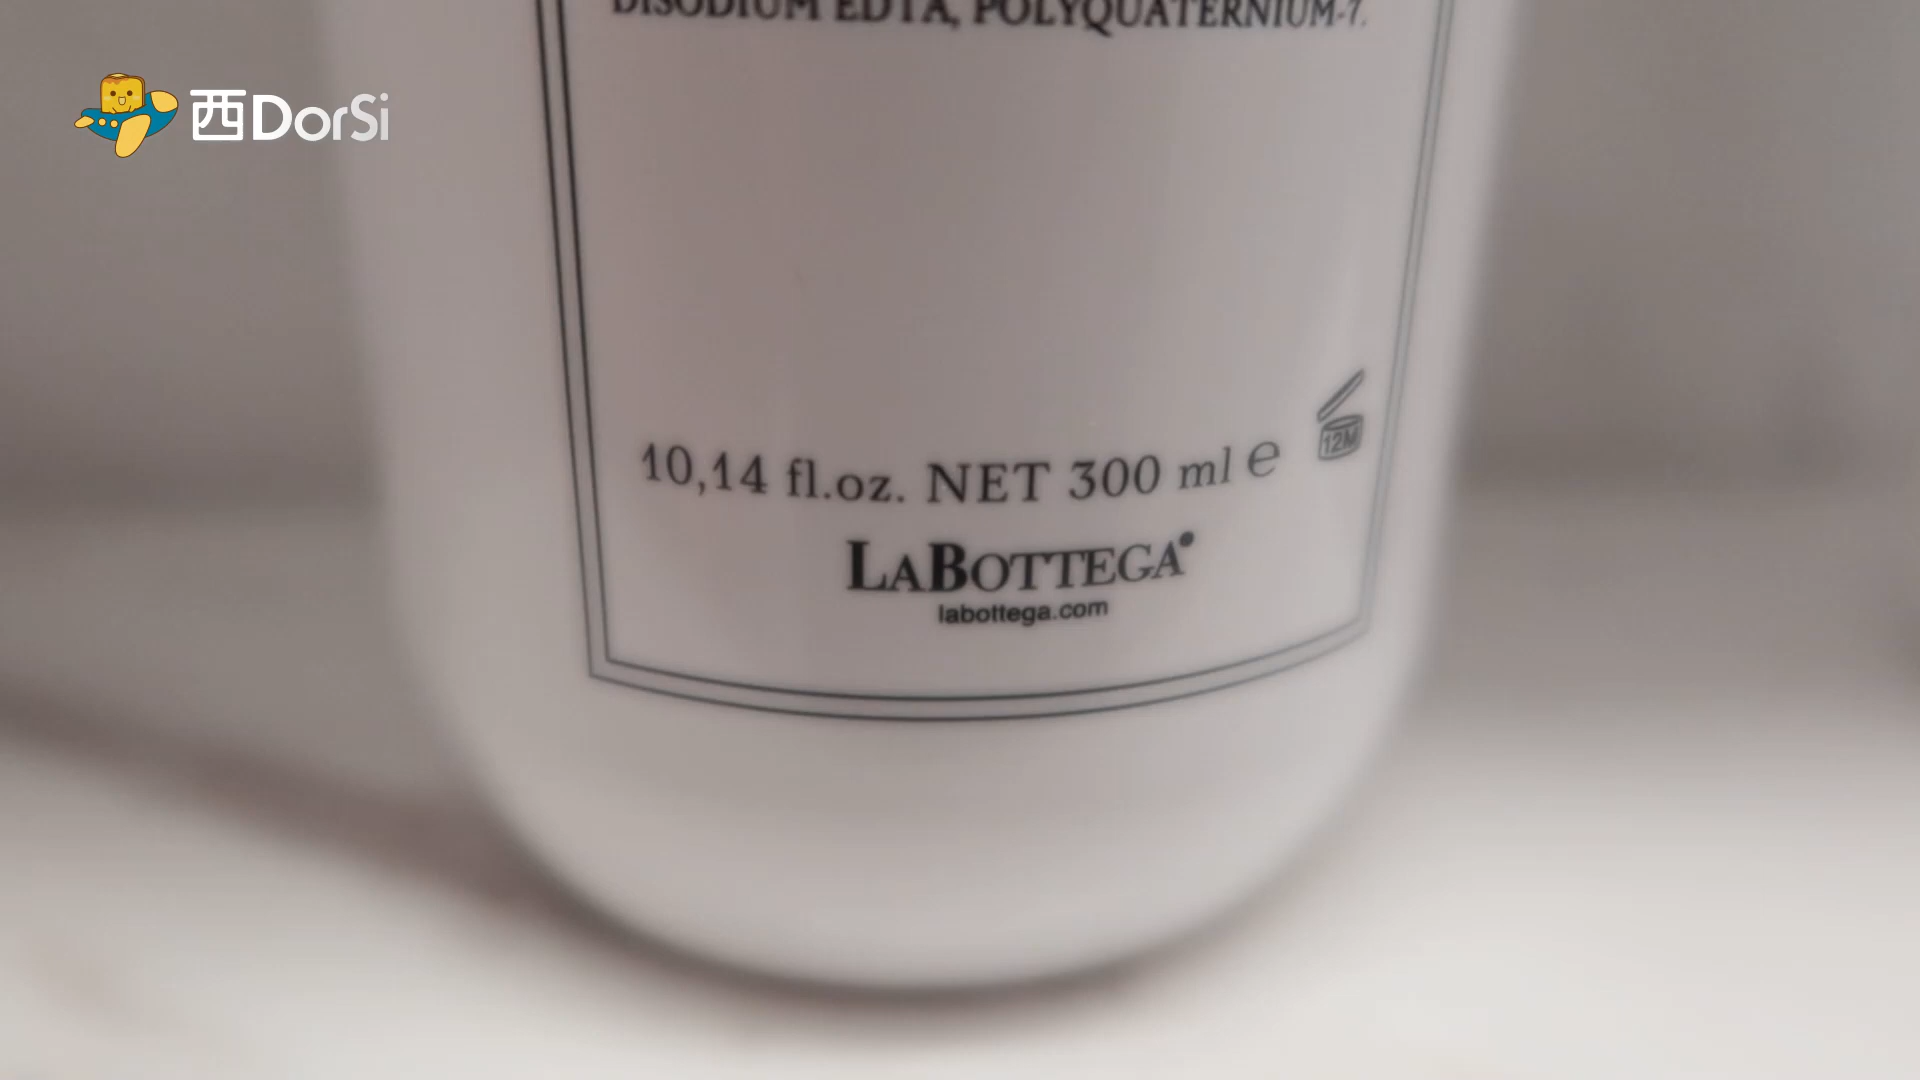 DISODIUM EDTA, POLYQUATERNIUM-7.
西DorSi
12M
10,14 fl.oz. NET 300 ml ℮
LABOTTEGA
labottega.com